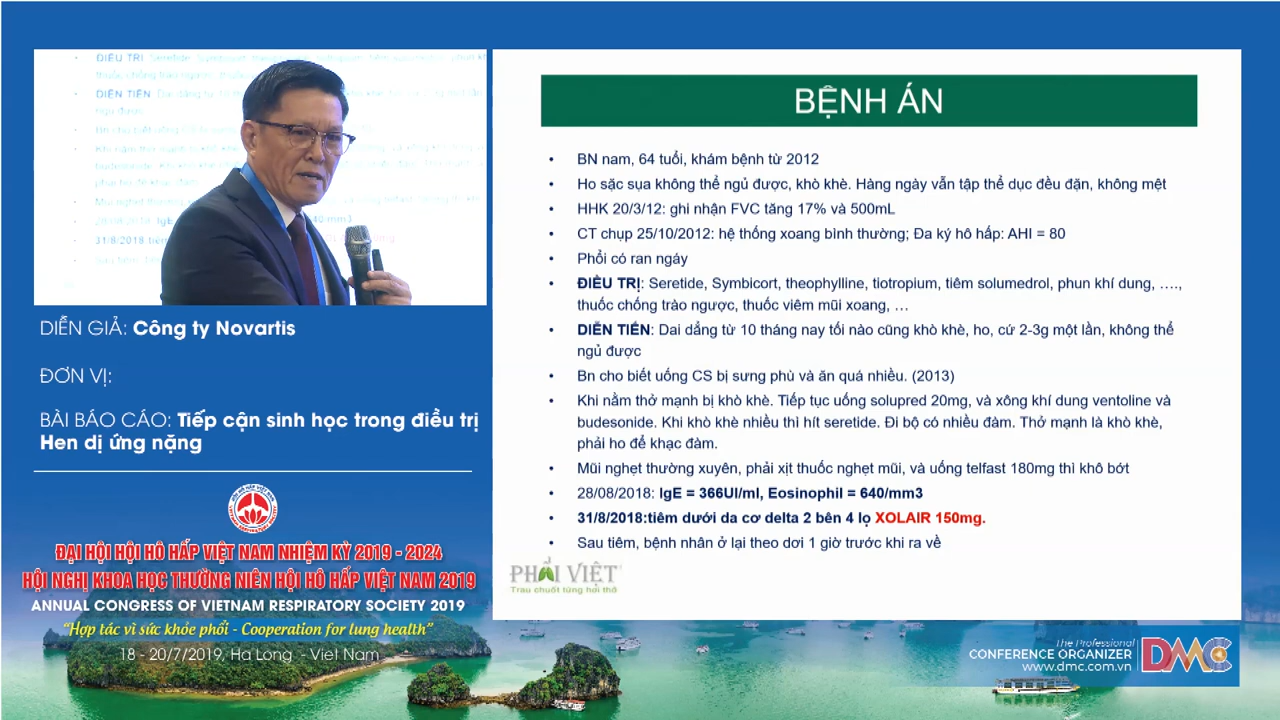 BỆNH ÁN
• BN nam, 64 tuổi, khám bệnh từ 2012
• Ho sặc sụa không thể ngủ được, khò khè. Hàng ngày vẫn tập thể dục đều đặn, không mệt
• HHK 20/3/12: ghi nhận FVC tăng 17% và 500mL
• CT chụp 25/10/2012: hệ thống xoang bình thường; Đa ký hô hấp: AHI = 80
• Phổi có ran ngáy
• ĐIỀU TRỊ: Seretide, Symbicort, theophylline, tiotropium, tiêm solumedrol, phun khí dung, ….,
thuốc chống trào ngược, thuốc viêm mũi xoang, …
• DIỄN TIẾN: Dai dẳng từ 10 tháng nay tối nào cũng khò khè, ho, cứ 2-3g một lần, không thể
ngủ được
• Bn cho biết uống CS bị sưng phù và ăn quá nhiều. (2013)
• Khi nằm thở mạnh bị khò khè. Tiếp tục uống solupred 20mg, và xông khí dung ventoline và
budesonide. Khi khò khè nhiều thì hít seretide. Đi bộ có nhiều đàm. Thở mạnh là khò khè,
phải ho để khạc đàm.
• Mũi nghẹt thường xuyên, phải xịt thuốc nghẹt mũi, và uống telfast 180mg thì khô bớt
• 28/08/2018: IgE = 366UI/ml, Eosinophil = 640/mm3
• 31/8/2018:tiêm dưới da cơ delta 2 bên 4 lọ XOLAIR 150mg.
• Sau tiêm, bệnh nhân ở lại theo dơi 1 giờ trước khi ra về
PHỔI VIỆT
Trau chuốt từng hơi thở
DIỄN GIẢ: Công ty Novartis
ĐƠN VỊ:
BÀI BÁO CÁO: Tiếp cận sinh học trong điều trị
Hen dị ứng nặng
ĐẠI HỘI HỘI HÔ HẤP VIỆT NAM NHIỆM KỲ 2019 - 2024
HỘI NGHỊ KHOA HỌC THƯỜNG NIÊN HỘI HÔ HẤP VIỆT NAM 2019
ANNUAL CONGRESS OF VIETNAM RESPIRATORY SOCIETY 2019
“Hợp tác vì sức khỏe phổi - Cooperation for lung health”
18 - 20/7/2019, Ha Long - Viet Nam
The Professional
CONFERENCE ORGANIZER
www.dmc.com.vn
DMC